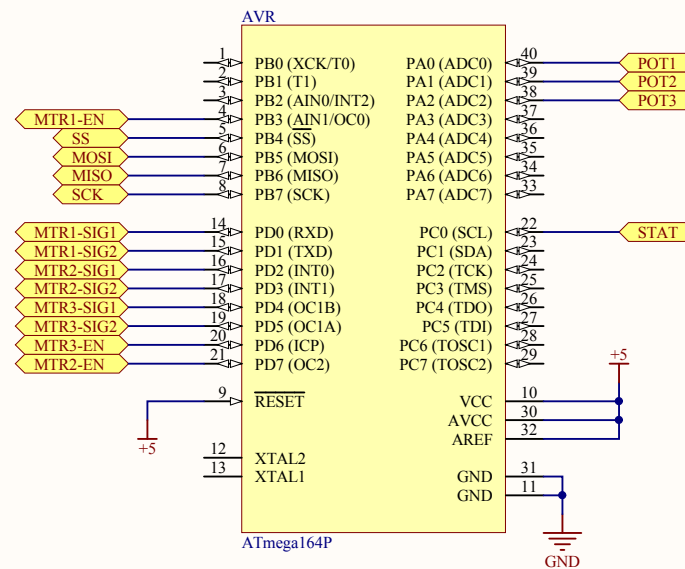 AVR
1 PB0 (XCK/T0) PA0 (ADC0) 40 POT1
2 PB1 (T1) PA1 (ADC1) 39 POT2
3 PB2 (AIN0/INT2) PA2 (ADC2) 38 POT3
MTR1-EN 4 PB3 (AIN1/OC0) PA3 (ADC3) 37
SS 5 PB4 (SS) PA4 (ADC4) 36
MOSI 6 PB5 (MOSI) PA5 (ADC5) 35
MISO 7 PB6 (MISO) PA6 (ADC6) 34
SCK 8 PB7 (SCK) PA7 (ADC7) 33
MTR1-SIG1 14 PD0 (RXD) PC0 (SCL) 22 STAT
MTR1-SIG2 15 PD1 (TXD) PC1 (SDA) 23
MTR2-SIG1 16 PD2 (INT0) PC2 (TCK) 24
MTR2-SIG2 17 PD3 (INT1) PC3 (TMS) 25
MTR3-SIG1 18 PD4 (OC1B) PC4 (TDO) 26
MTR3-SIG2 19 PD5 (OC1A) PC5 (TDI) 27
MTR3-EN 20 PD6 (ICP) PC6 (TOSC1) 28
MTR2-EN 21 PD7 (OC2) PC7 (TOSC2) 29
+5
9 RESET VCC 10
AVCC 30
AREF 32
+5
12 XTAL2
13 XTAL1 GND 31
GND 11
ATmega164P
GND